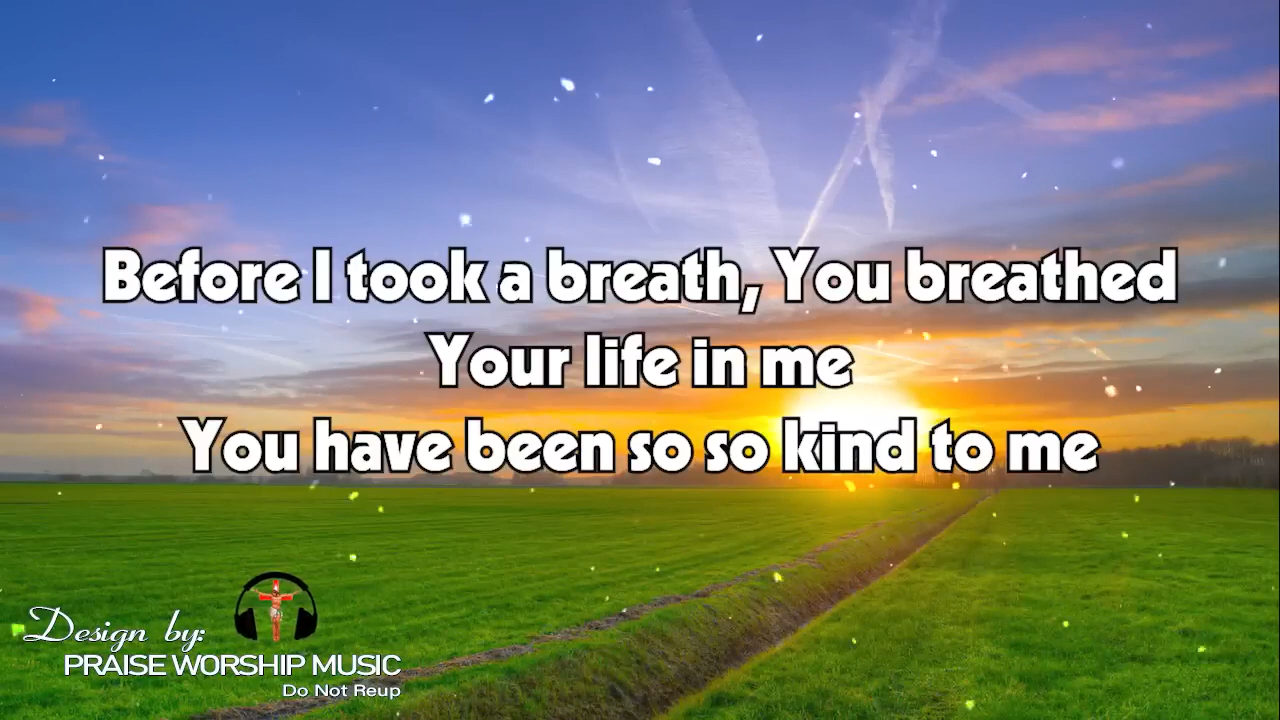 Before I took a breath, You breathed
Your life in me
You have been so so kind to me
Design by:
PRAISE WORSHIP MUSIC
Do Not Reup